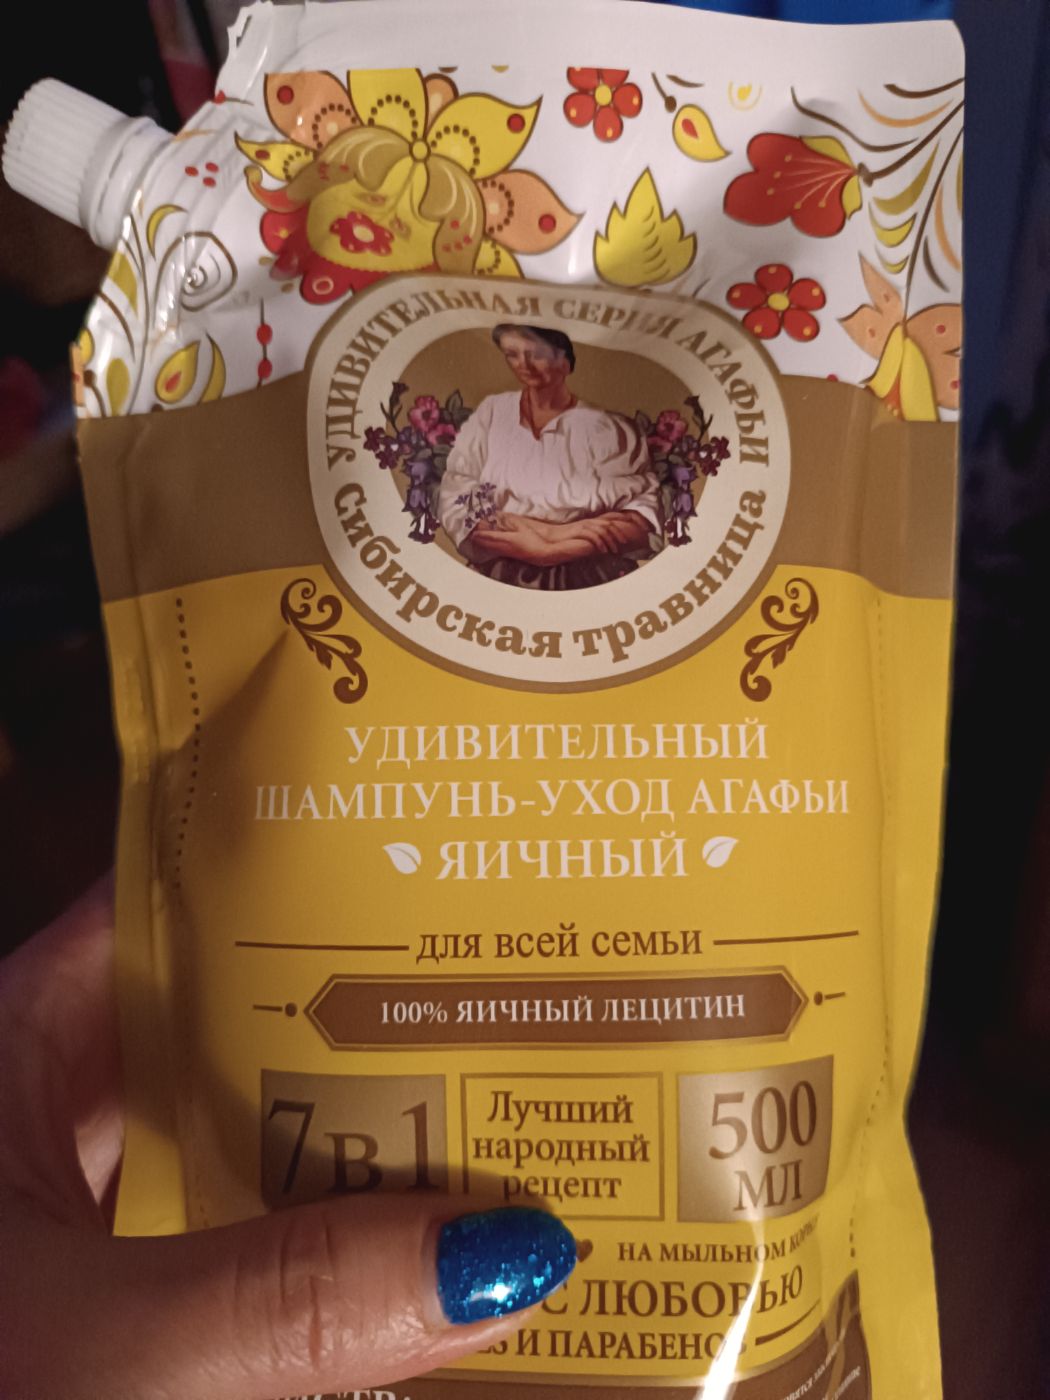 УДИВИТЕЛЬНАЯ СЕРИЯ АГАФЬИ
Сибирская травница
УДИВИТЕЛЬНЫЙ
ШАМПУНЬ-УХОД АГАФЬИ
ЯИЧНЫЙ
для всей семьи
100% ЯИЧНЫЙ ЛЕЦИТИН
7 в 1
Лучший
народный
рецепт
500
МЛ
НА МЫЛЬНОМ
С ЛЮБОВЬЮ
И ПАРАБЕНОВ